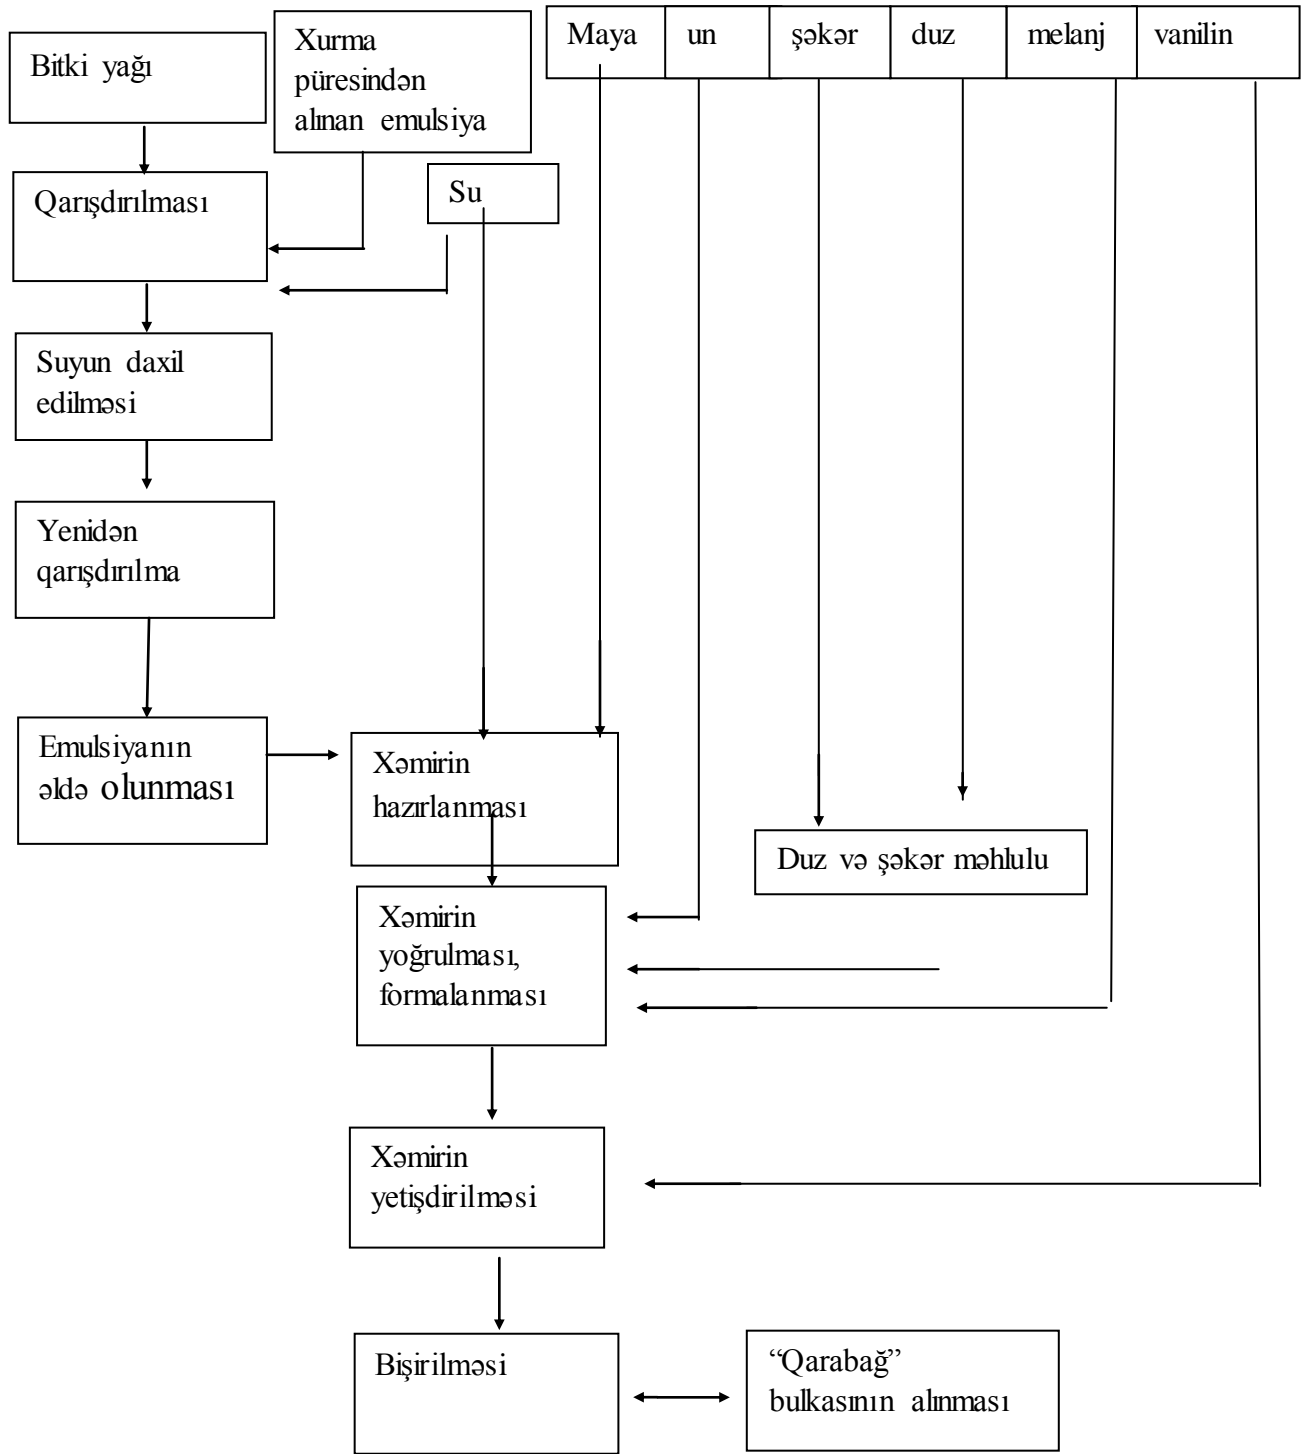 Bitki yağı
Xurma
püresindən
alınan emulsiya
Maya
un
şəkər
duz
melanj
vanilin
Qarışdırılması
Su
Suyun daxil
edilməsi
Yenidən
qarışdırılma
Emulsiyanın
əldə olunması
Xəmirin
hazırlanması
Duz və şəkər məhlulu
Xəmirin
yoğrulması,
formalanması
Xəmirin
yetişdirilməsi
Bişirilməsi
“Qarabağ”
bulkasının alınması